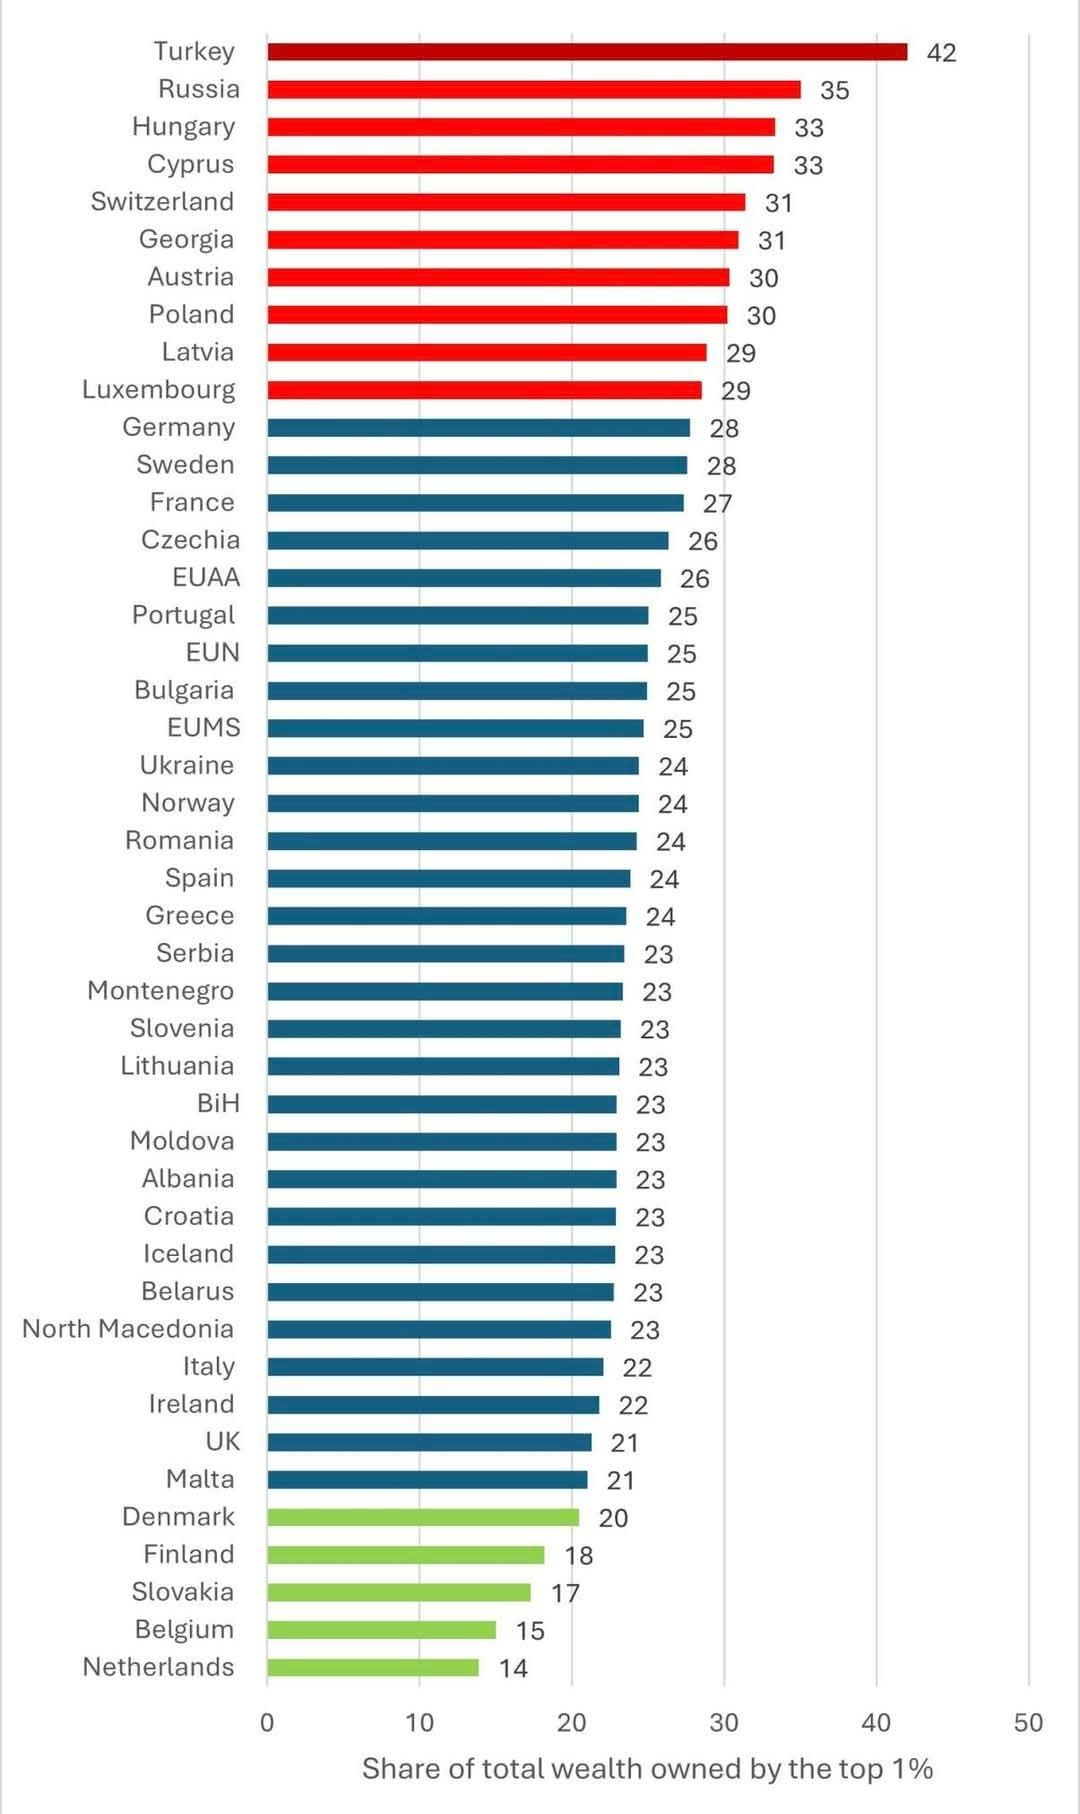 Turkey 42
Russia 35
Hungary 33
Cyprus 33
Switzerland 31
Georgia 31
Austria 30
Poland 30
Latvia 29
Luxembourg 29
Germany 28
Sweden 28
France 27
Czechia 26
EUAA 26
Portugal 25
EUN 25
Bulgaria 25
EUMS 25
Ukraine 24
Norway 24
Romania 24
Spain 24
Greece 24
Serbia 23
Montenegro 23
Slovenia 23
Lithuania 23
BiH 23
Moldova 23
Albania 23
Croatia 23
Iceland 23
Belarus 23
North Macedonia 23
Italy 22
Ireland 22
UK 21
Malta 21
Denmark 20
Finland 18
Slovakia 17
Belgium 15
Netherlands 14
0 10 20 30 40 50
Share of total wealth owned by the top 1%